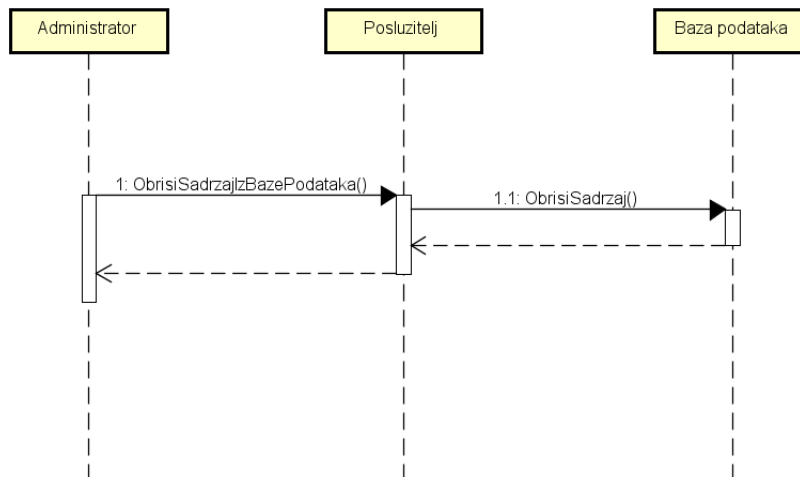 Administrator
Posluzitelj
Baza podataka
1: ObrisiSadrzajIzBazePodataka()
1.1: ObrisiSadrzaj()